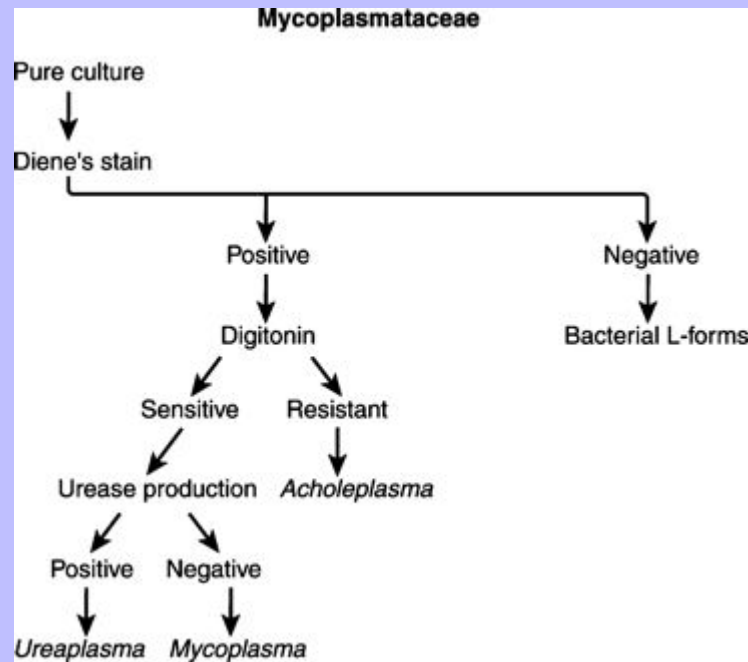 Mycoplasmataceae
Pure culture
Diene's stain
Positive
Negative
Digitonin
Bacterial L-forms
Sensitive
Resistant
Urease production
Acholeplasma
Positive
Negative
Ureaplasma
Mycoplasma